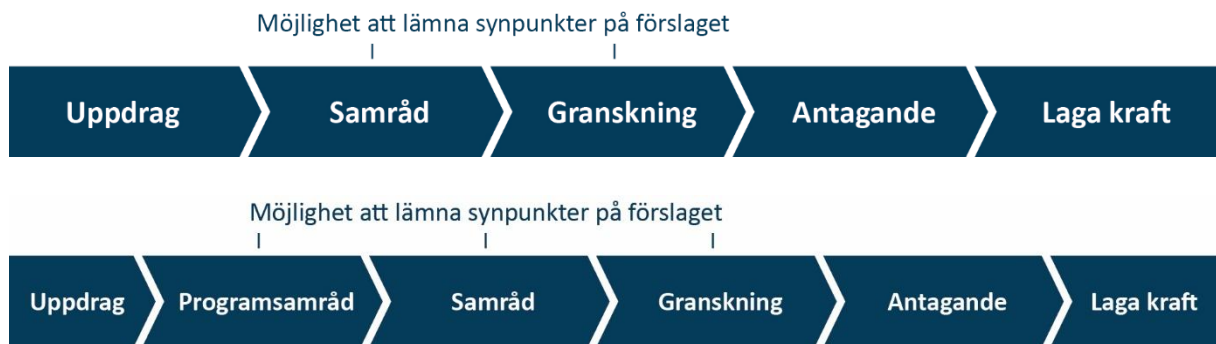 Möjlighet att lämna synpunkter på förslaget
Uppdrag Samråd Granskning Antagande Laga kraft
Möjlighet att lämna synpunkter på förslaget
Uppdrag Programsamråd Samråd Granskning Antagande Laga kraft